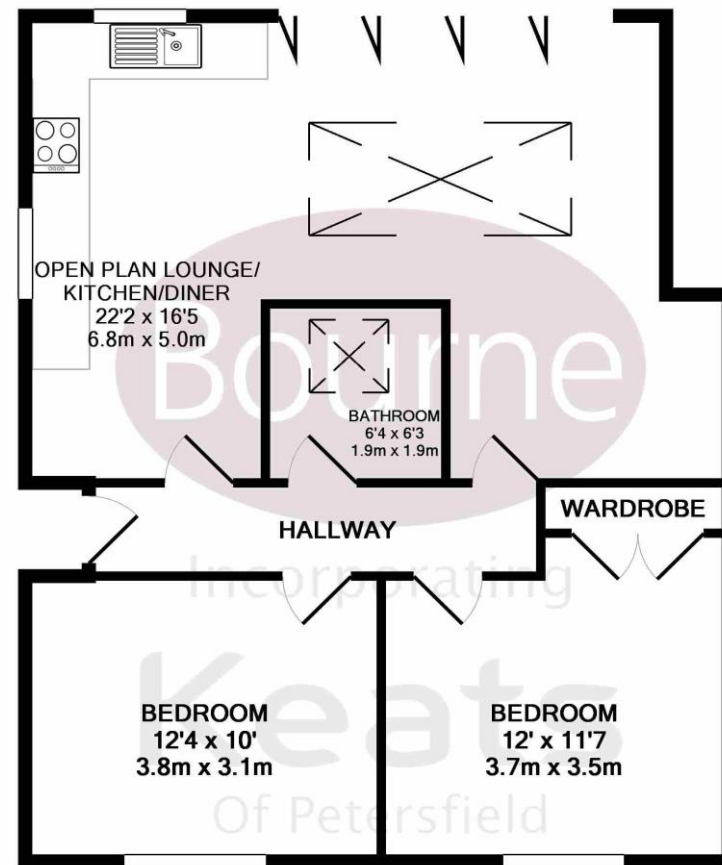 OPEN PLAN LOUNGE/
KITCHEN/DINER
22'2 x 16'5
6.8m x 5.0m
Bourne
BATHROOM
6'4 x 6'3
1.9m x 1.9m
HALLWAY
WARDROBE
Incorporating
Keats
Of Petersfield
BEDROOM
12'4 x 10'
3.8m x 3.1m
BEDROOM
12' x 11'7
3.7m x 3.5m